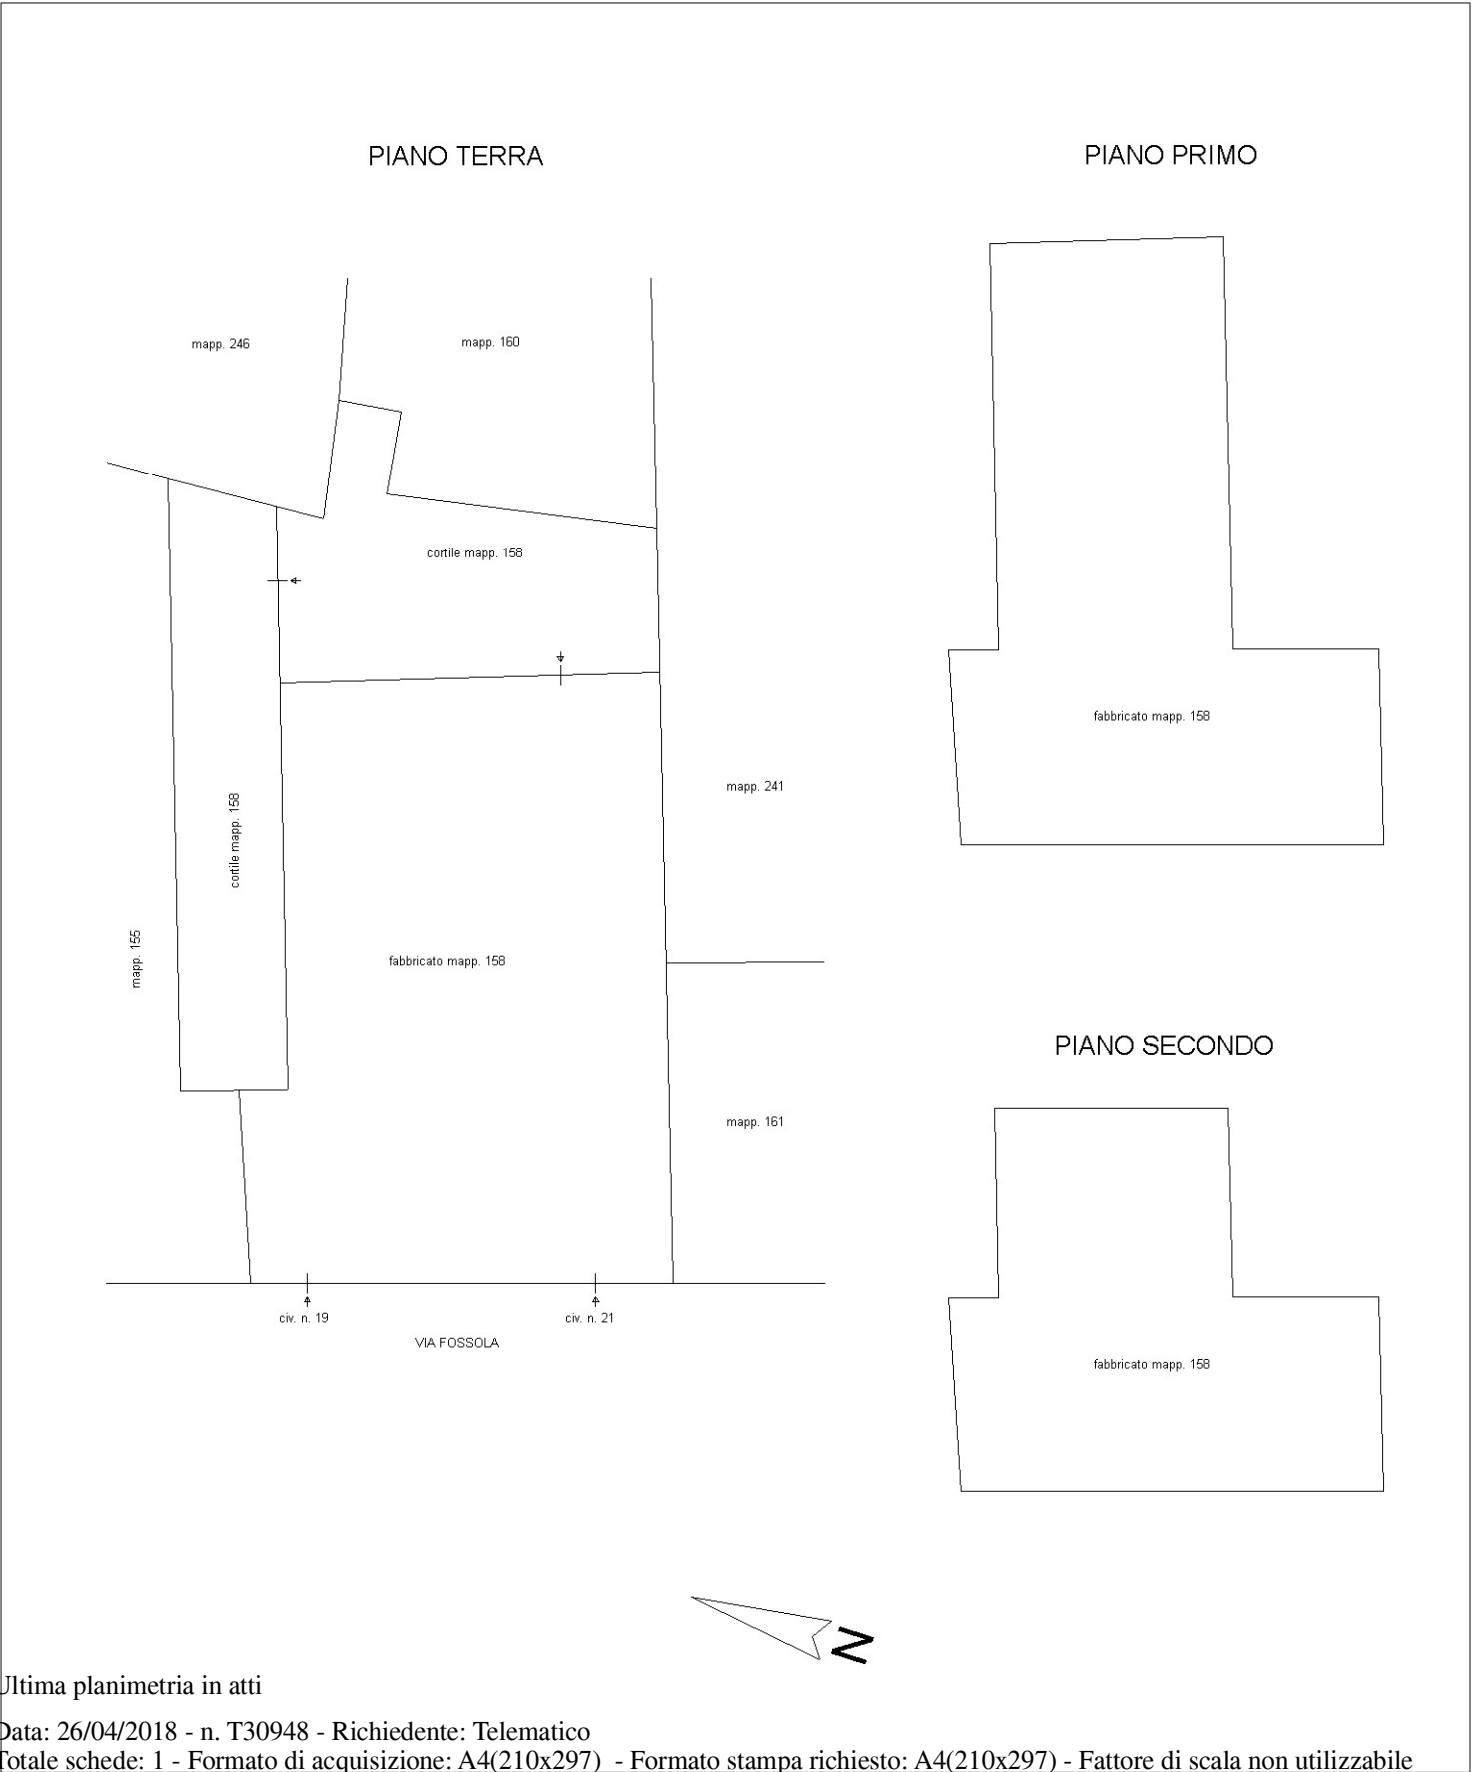 PIANO TERRA
PIANO PRIMO
mapp. 246
mapp. 160
cortile mapp. 158
fabbricato mapp. 158
mapp. 241
cortile mapp. 158
mapp. 155
fabbricato mapp. 158
PIANO SECONDO
mapp. 161
civ. n. 19
civ. n. 21
VIA FOSSOLA
fabbricato mapp. 158
N
Ultima planimetria in atti
Data: 26/04/2018 - n. T30948 - Richiedente: Telematico
Totale schede: 1 - Formato di acquisizione: A4(210x297) - Formato stampa richiesto: A4(210x297) - Fattore di scala non utilizzabile